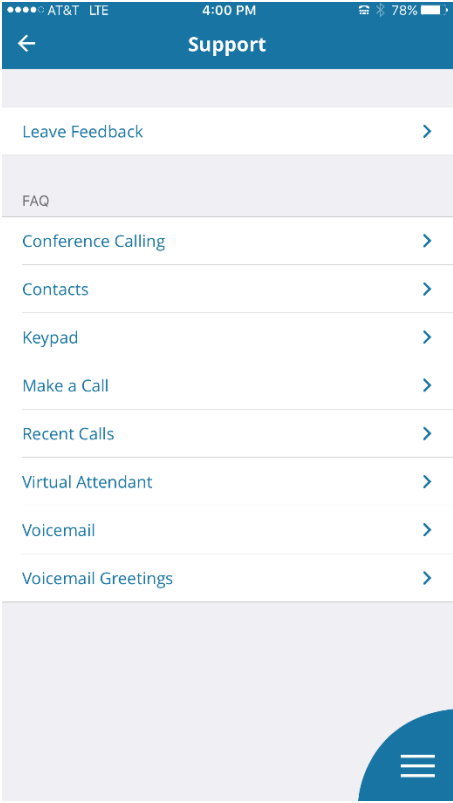 AT&T LTE 4:00 PM 78%
Support
Leave Feedback
FAQ
Conference Calling
Contacts
Keypad
Make a Call
Recent Calls
Virtual Attendant
Voicemail
Voicemail Greetings